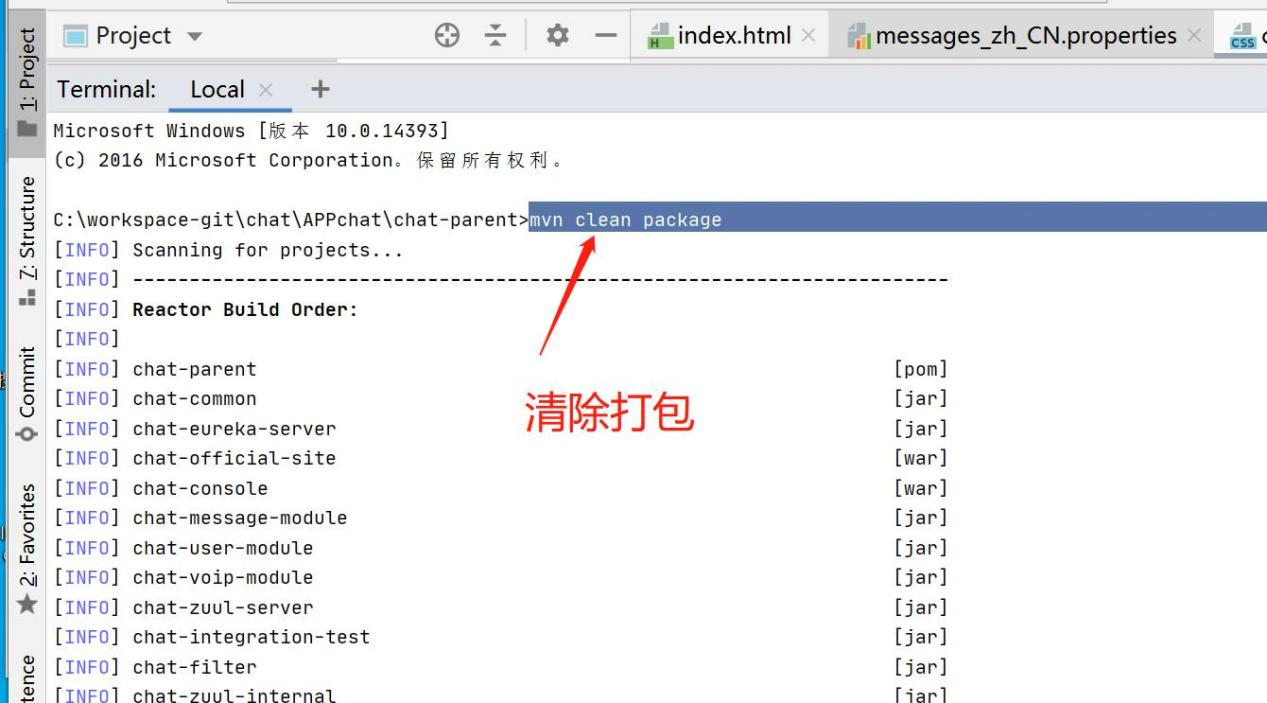 Project
index.html
messages_zh_CN.properties
CSS
1: Project
Terminal:
Local
Microsoft Windows [版本 10.0.14393]
(c) 2016 Microsoft Corporation。保留所有权利。
C:\workspace-git\chat\APPchat\chat-parent>mvn clean package
[INFO] Scanning for projects...
[INFO] ------------------------------------------------------------------------
[INFO] Reactor Build Order:
[INFO]
[INFO] chat-parent [pom]
[INFO] chat-common [jar]
[INFO] chat-eureka-server [jar]
[INFO] chat-official-site [war]
[INFO] chat-console [war]
[INFO] chat-message-module [jar]
[INFO] chat-user-module [jar]
[INFO] chat-voip-module [jar]
[INFO] chat-zuul-server [jar]
[INFO] chat-integration-test [jar]
[INFO] chat-filter [jar]
[INFO] chat-zuul-internal [jar]
清除打包
7: Structure
Commit
2: Favorites
tence